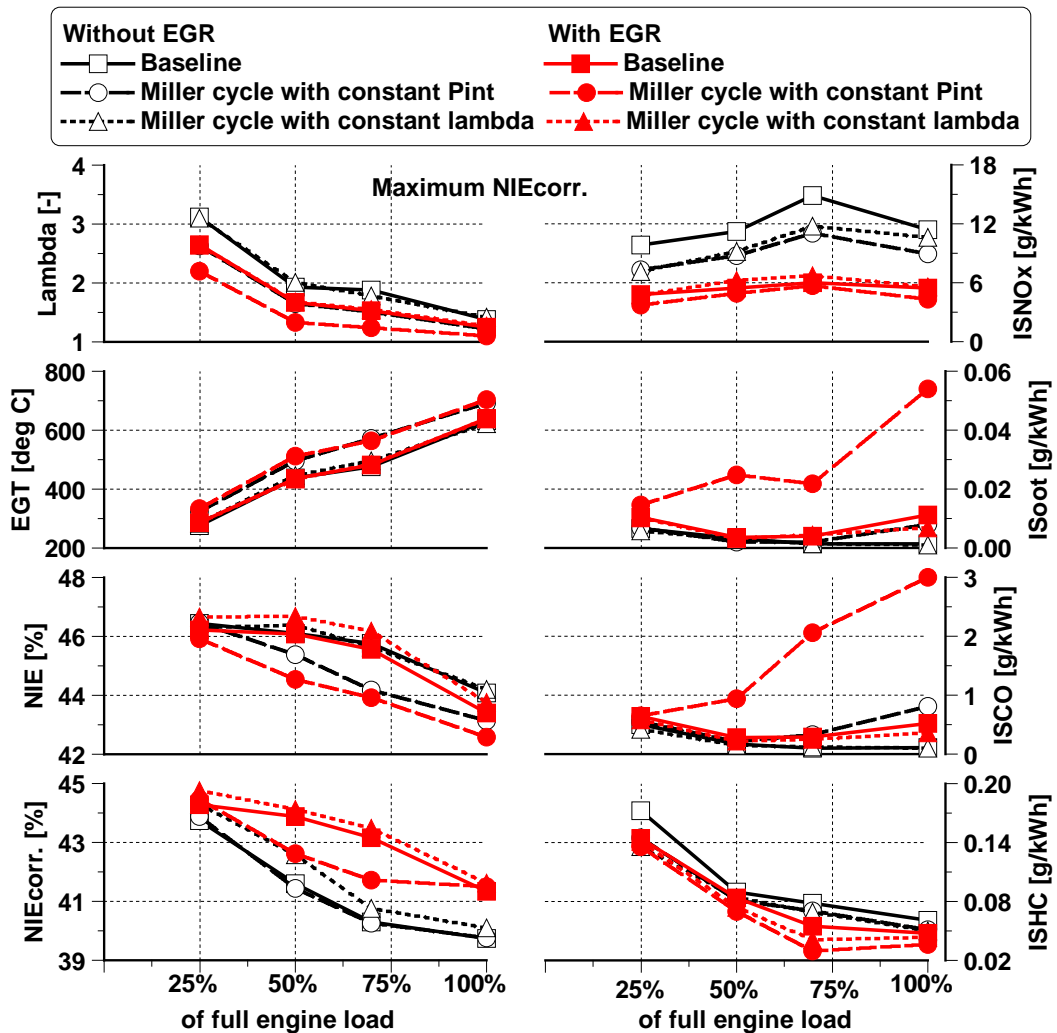 Without EGR With EGR
Baseline Baseline
Miller cycle with constant Pint Miller cycle with constant Pint
Miller cycle with constant lambda Miller cycle with constant lambda
Maximum NIEcorr.
Lambda [-]
4
3
2
1
ISNOx [g/kWh]
18
12
6
0
EGT [deg C]
800
600
400
200
ISoot [g/kWh]
0.06
0.04
0.02
0.00
NIE [%]
48
46
44
42
ISCO [g/kWh]
3
2
1
0
NIEcorr. [%]
45
43
41
39
ISHC [g/kWh]
0.20
0.14
0.08
0.02
25% 50% 75% 100% 25% 50% 75% 100%
of full engine load of full engine load